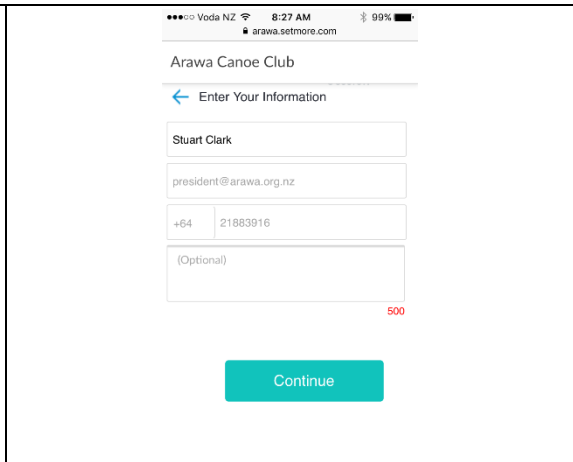 Voda NZ 8:27 AM 99%
arawa.setmore.com
Arawa Canoe Club
Enter Your Information
Stuart Clark
president@arawa.org.nz
+64 21883916
(Optional)
500
Continue